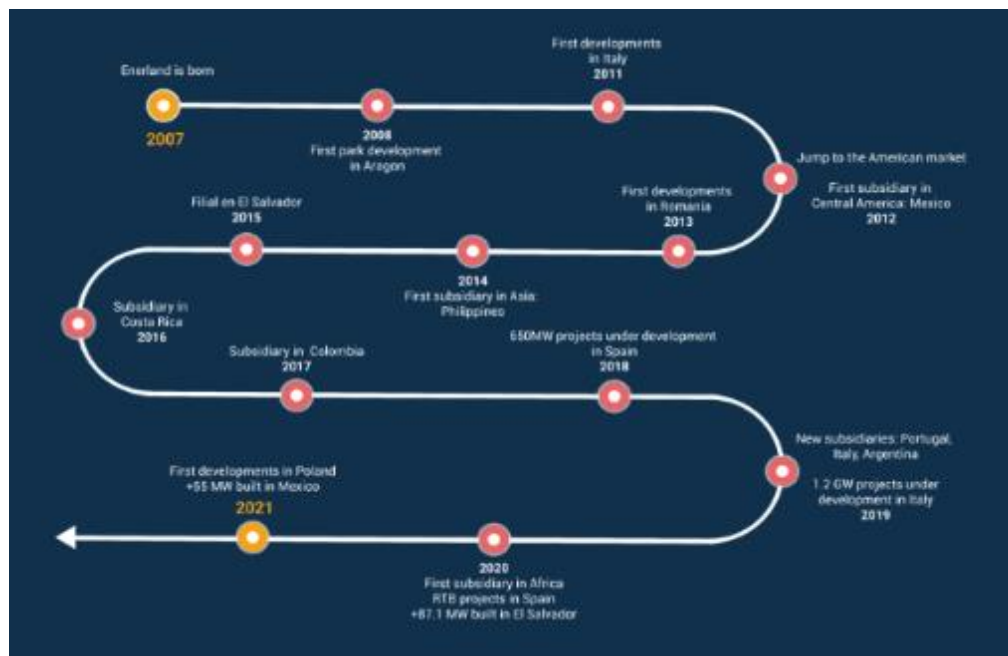 Enerland is born
2007
2008
First park development
in Aragon
First developments
in Italy
2011
Jump to the American market
First subsidiary in
Central America: Mexico
2012
First developments
in Romania
2013
2014
First subsidiary in Asia:
Philippines
Filial en El Salvador
2015
Subsidiary in
Costa Rica
2016
Subsidiary in Colombia
2017
650MW projects under development
in Spain
2018
New subsidiaries: Portugal,
Italy, Argentina
1.2 GW projects under
development in Italy
2019
2020
First subsidiary in Africa
RTB projects in Spain
+87.1 MW built in El Salvador
First developments in Poland
+55 MW built in Mexico
2021